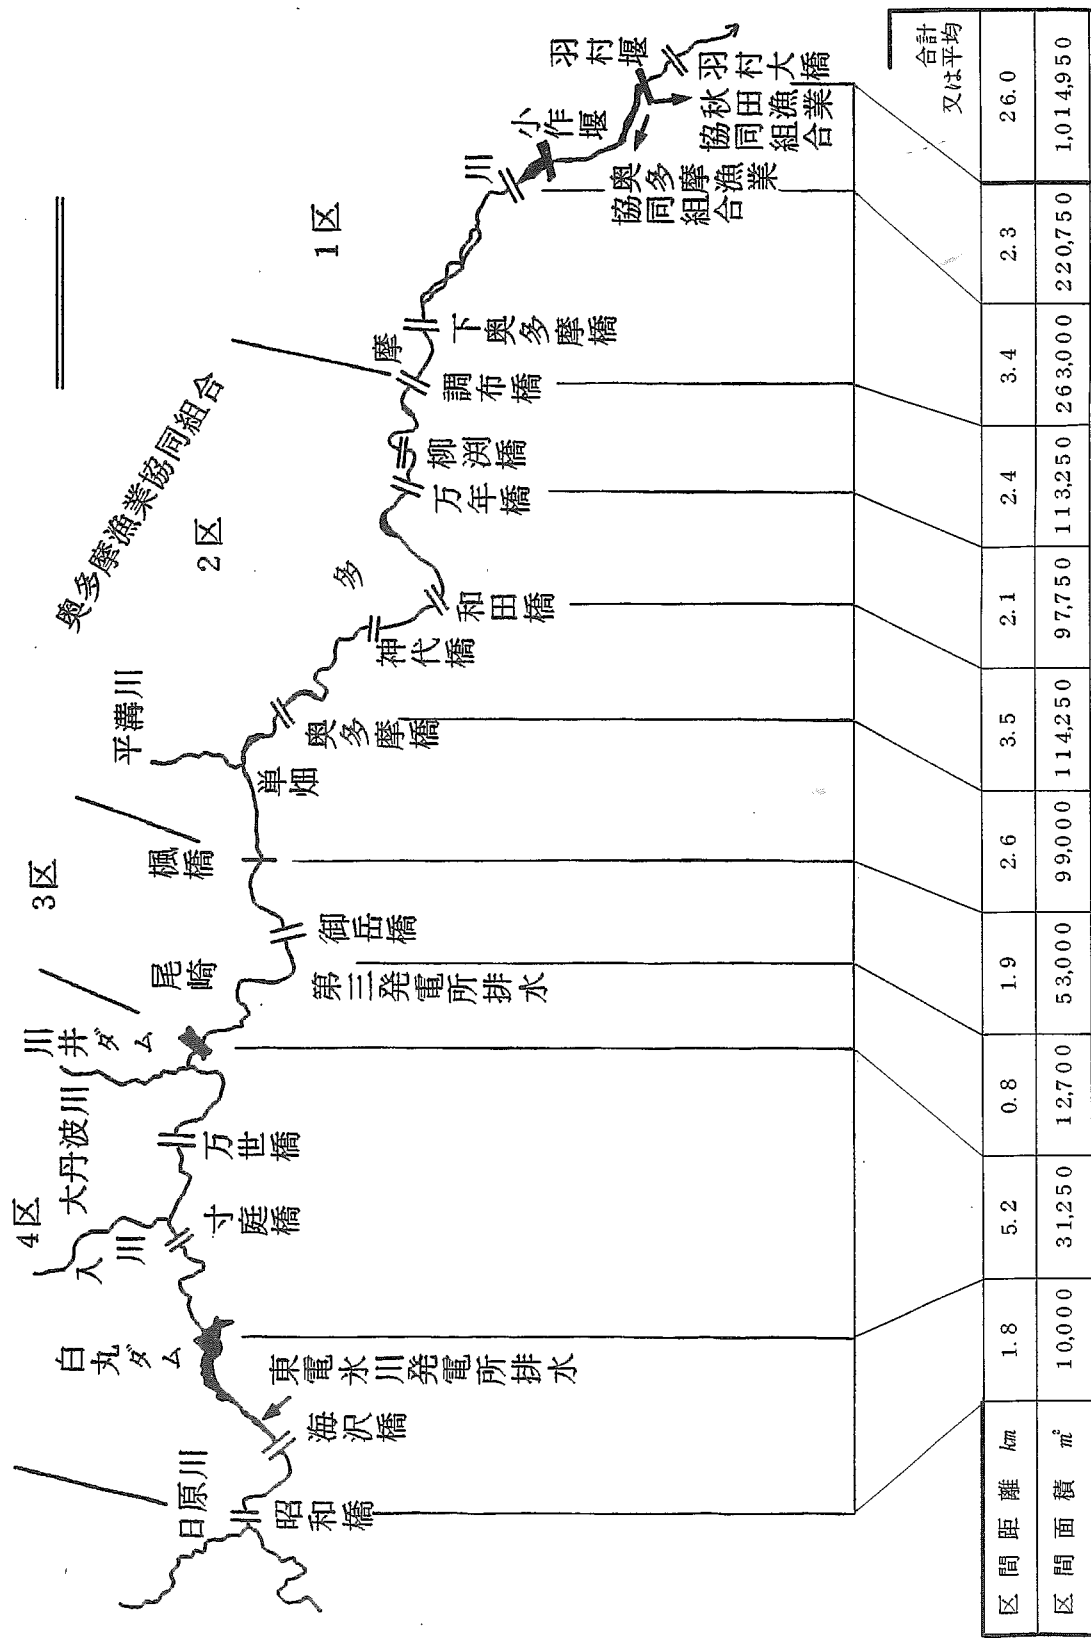 奥多摩漁業協同組合
4区
3区
2区
1区
日原川
昭和橋
海沢橋
東電氷川発電所排水
白丸ダム
入川
寸庭橋
大丹波川
万世橋
川井ダム
尾崎
第三発電所排水
御岳橋
楓橋
平溝川
単畑
奥多摩橋
神代橋
和田橋
多
万年橋
柳渕橋
調布橋
摩
下奥多摩橋
川
小作堰
奥多摩漁業協同組合
羽村堰
秋田漁業協同組合
羽村大橋
区間距離 km 1.8 5.2 0.8 1.9 2.6 3.5 2.1 2.4 3.4 2.3 26.0
区間面積 m² 10,000 31,250 12,700 53,000 99,000 114,250 97,750 113,250 263,000 220,750 1,014,950
合計又は平均